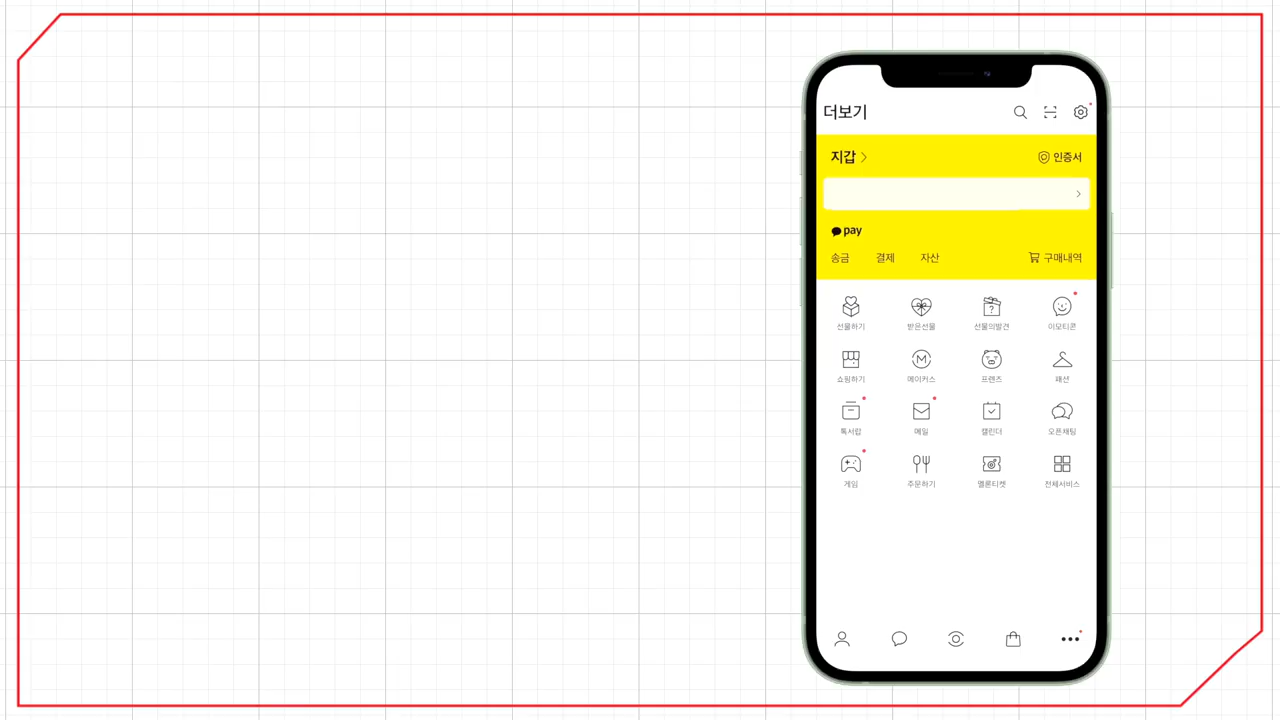 더보기
지갑 인증서
pay
송금 결제 자산 구매내역
선물하기 받은선물 선물의발견 이모티콘
쇼핑하기 메이커스 프렌즈 패션
톡서랍 메일 캘린더 오픈채팅
게임 주문하기 멜론티켓 전체서비스